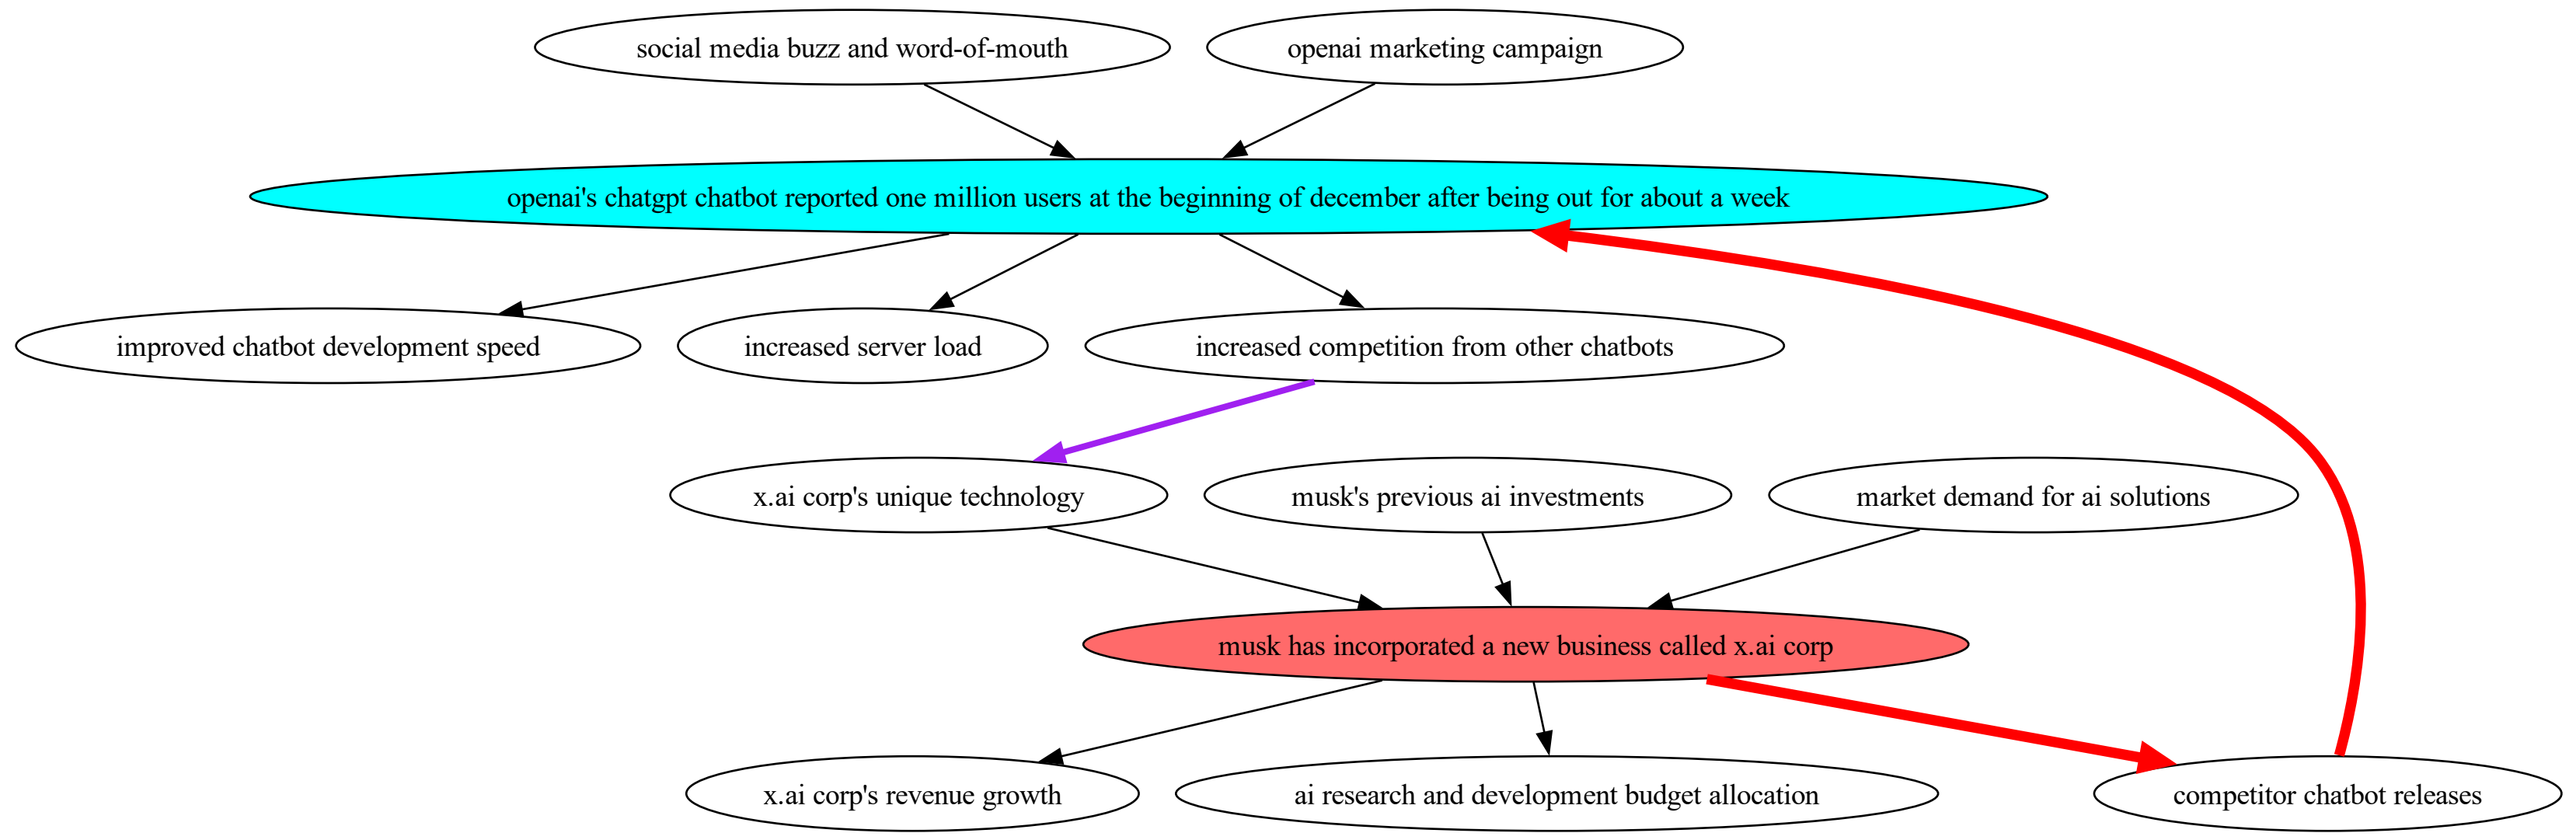 social media buzz and word-of-mouth
openai marketing campaign
openai's chatgpt chatbot reported one million users at the beginning of december after being out for about a week
improved chatbot development speed
increased server load
increased competition from other chatbots
x.ai corp's unique technology
musk's previous ai investments
market demand for ai solutions
musk has incorporated a new business called x.ai corp
x.ai corp's revenue growth
ai research and development budget allocation
competitor chatbot releases